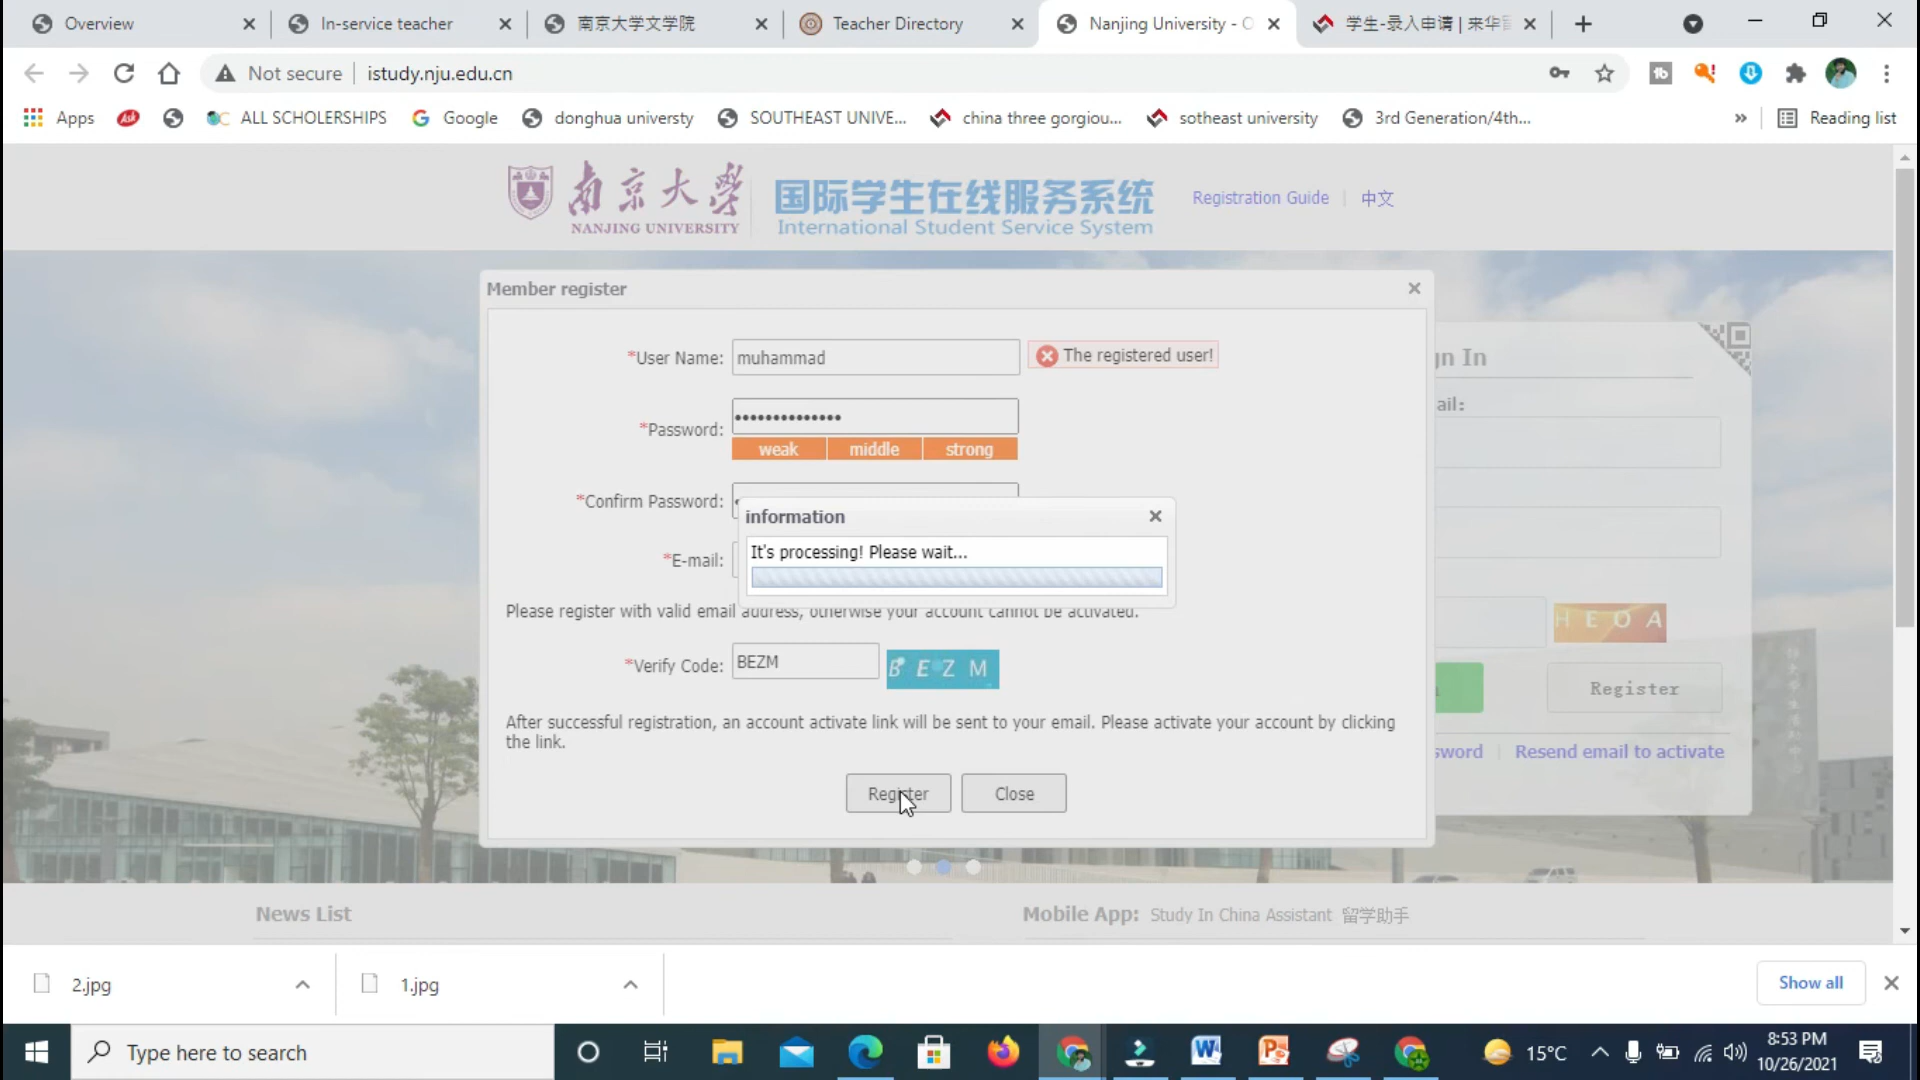 Overview
In-service teacher
南京大学文学院
Teacher Directory
Nanjing University - O
学生-录入申请 | 来华
Not secure
istudy.nju.edu.cn
Apps
Ask
ALL SCHOLERSHIPS
Google
donghua universty
SOUTHEAST UNIVE...
china three gorgiou...
sotheast university
3rd Generation/4th...
»
Reading list
南京大学
NANJING UNIVERSITY
国际学生在线服务系统
International Student Service System
Registration Guide
中文
Member register
*User Name:
muhammad
The registered user!
*Password:
••••••••••••••
weak
middle
strong
*Confirm Password:
information
It's processing! Please wait...
*E-mail:
Please register with valid email address, otherwise your account cannot be activated.
*Verify Code:
BEZM
B E Z M
After successful registration, an account activate link will be sent to your email. Please activate your account by clicking
the link.
Register
Close
gn In
ail:
H E O A
Register
sword
Resend email to activate
News List
Mobile App: Study In China Assistant 留学助手
2.jpg
1.jpg
Show all
Type here to search
15°C
8:53 PM
10/26/2021